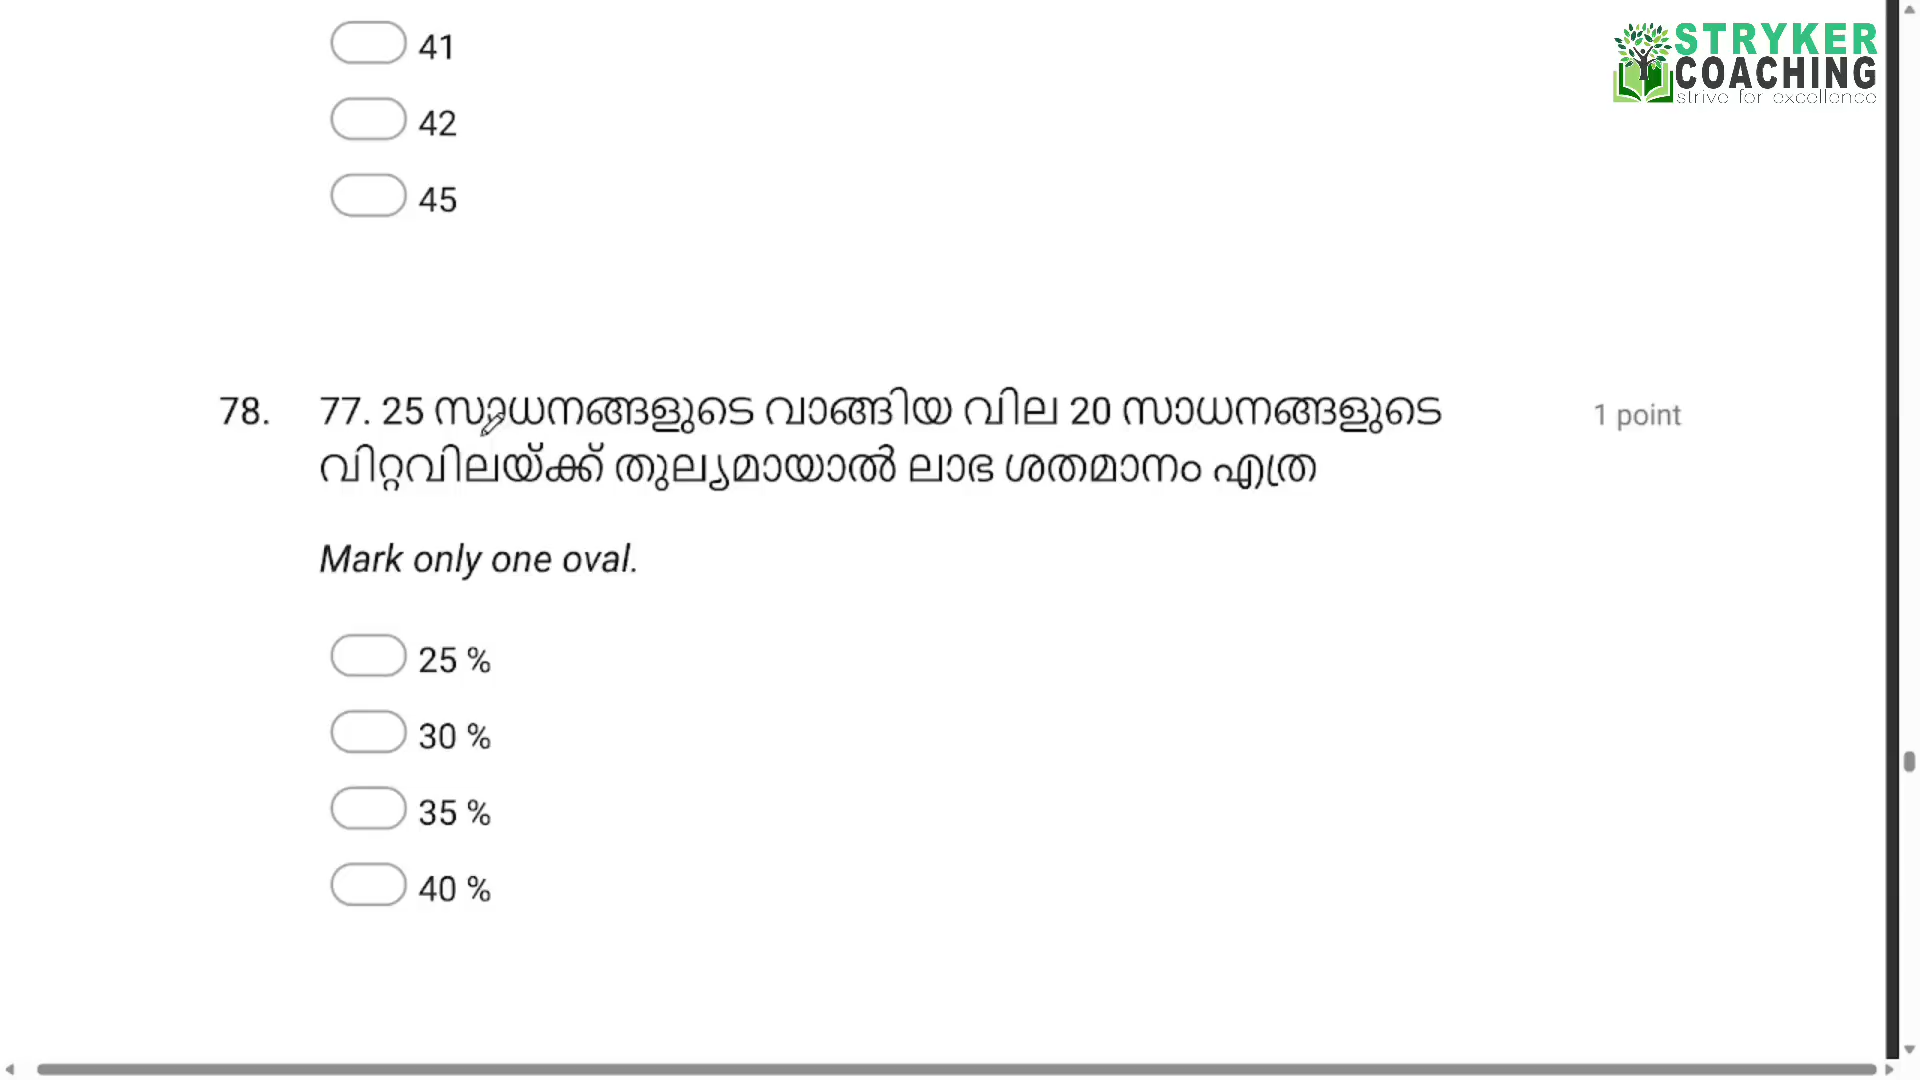 41
STRYKER
COACHING
strive for excellence
42
45
78. 77. 25 സാധനങ്ങളുടെ വാങ്ങിയ വില 20 സാധനങ്ങളുടെ 1 point
വിറ്റവിലയ്ക്ക് തുല്യമായാൽ ലാഭ ശതമാനം എത്ര
Mark only one oval.
25 %
30 %
35 %
40 %